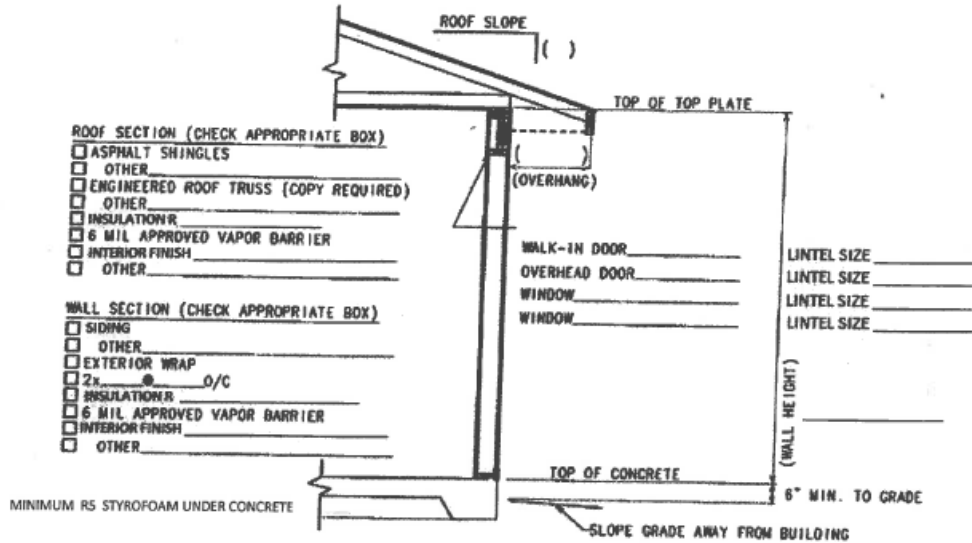 ROOF SLOPE
( )
TOP OF TOP PLATE
ROOF SECTION (CHECK APPROPRIATE BOX)
ASPHALT SHINGLES
OTHER
ENGINEERED ROOF TRUSS (COPY REQUIRED)
OTHER
INSULATION R
6 MIL APPROVED VAPOR BARRIER
INTERIOR FINISH
OTHER
( )
(OVERHANG)
WALK-IN DOOR
OVERHEAD DOOR
WINDOW
WINDOW
LINTEL SIZE
LINTEL SIZE
LINTEL SIZE
LINTEL SIZE
WALL SECTION (CHECK APPROPRIATE BOX)
SIDING
OTHER
EXTERIOR WRAP
2x O/C
INSULATION R
6 MIL APPROVED VAPOR BARRIER
INTERIOR FINISH
OTHER
(WALL HEIGHT)
TOP OF CONCRETE
6" MIN. TO GRADE
MINIMUM R5 STYROFOAM UNDER CONCRETE
SLOPE GRADE AWAY FROM BUILDING